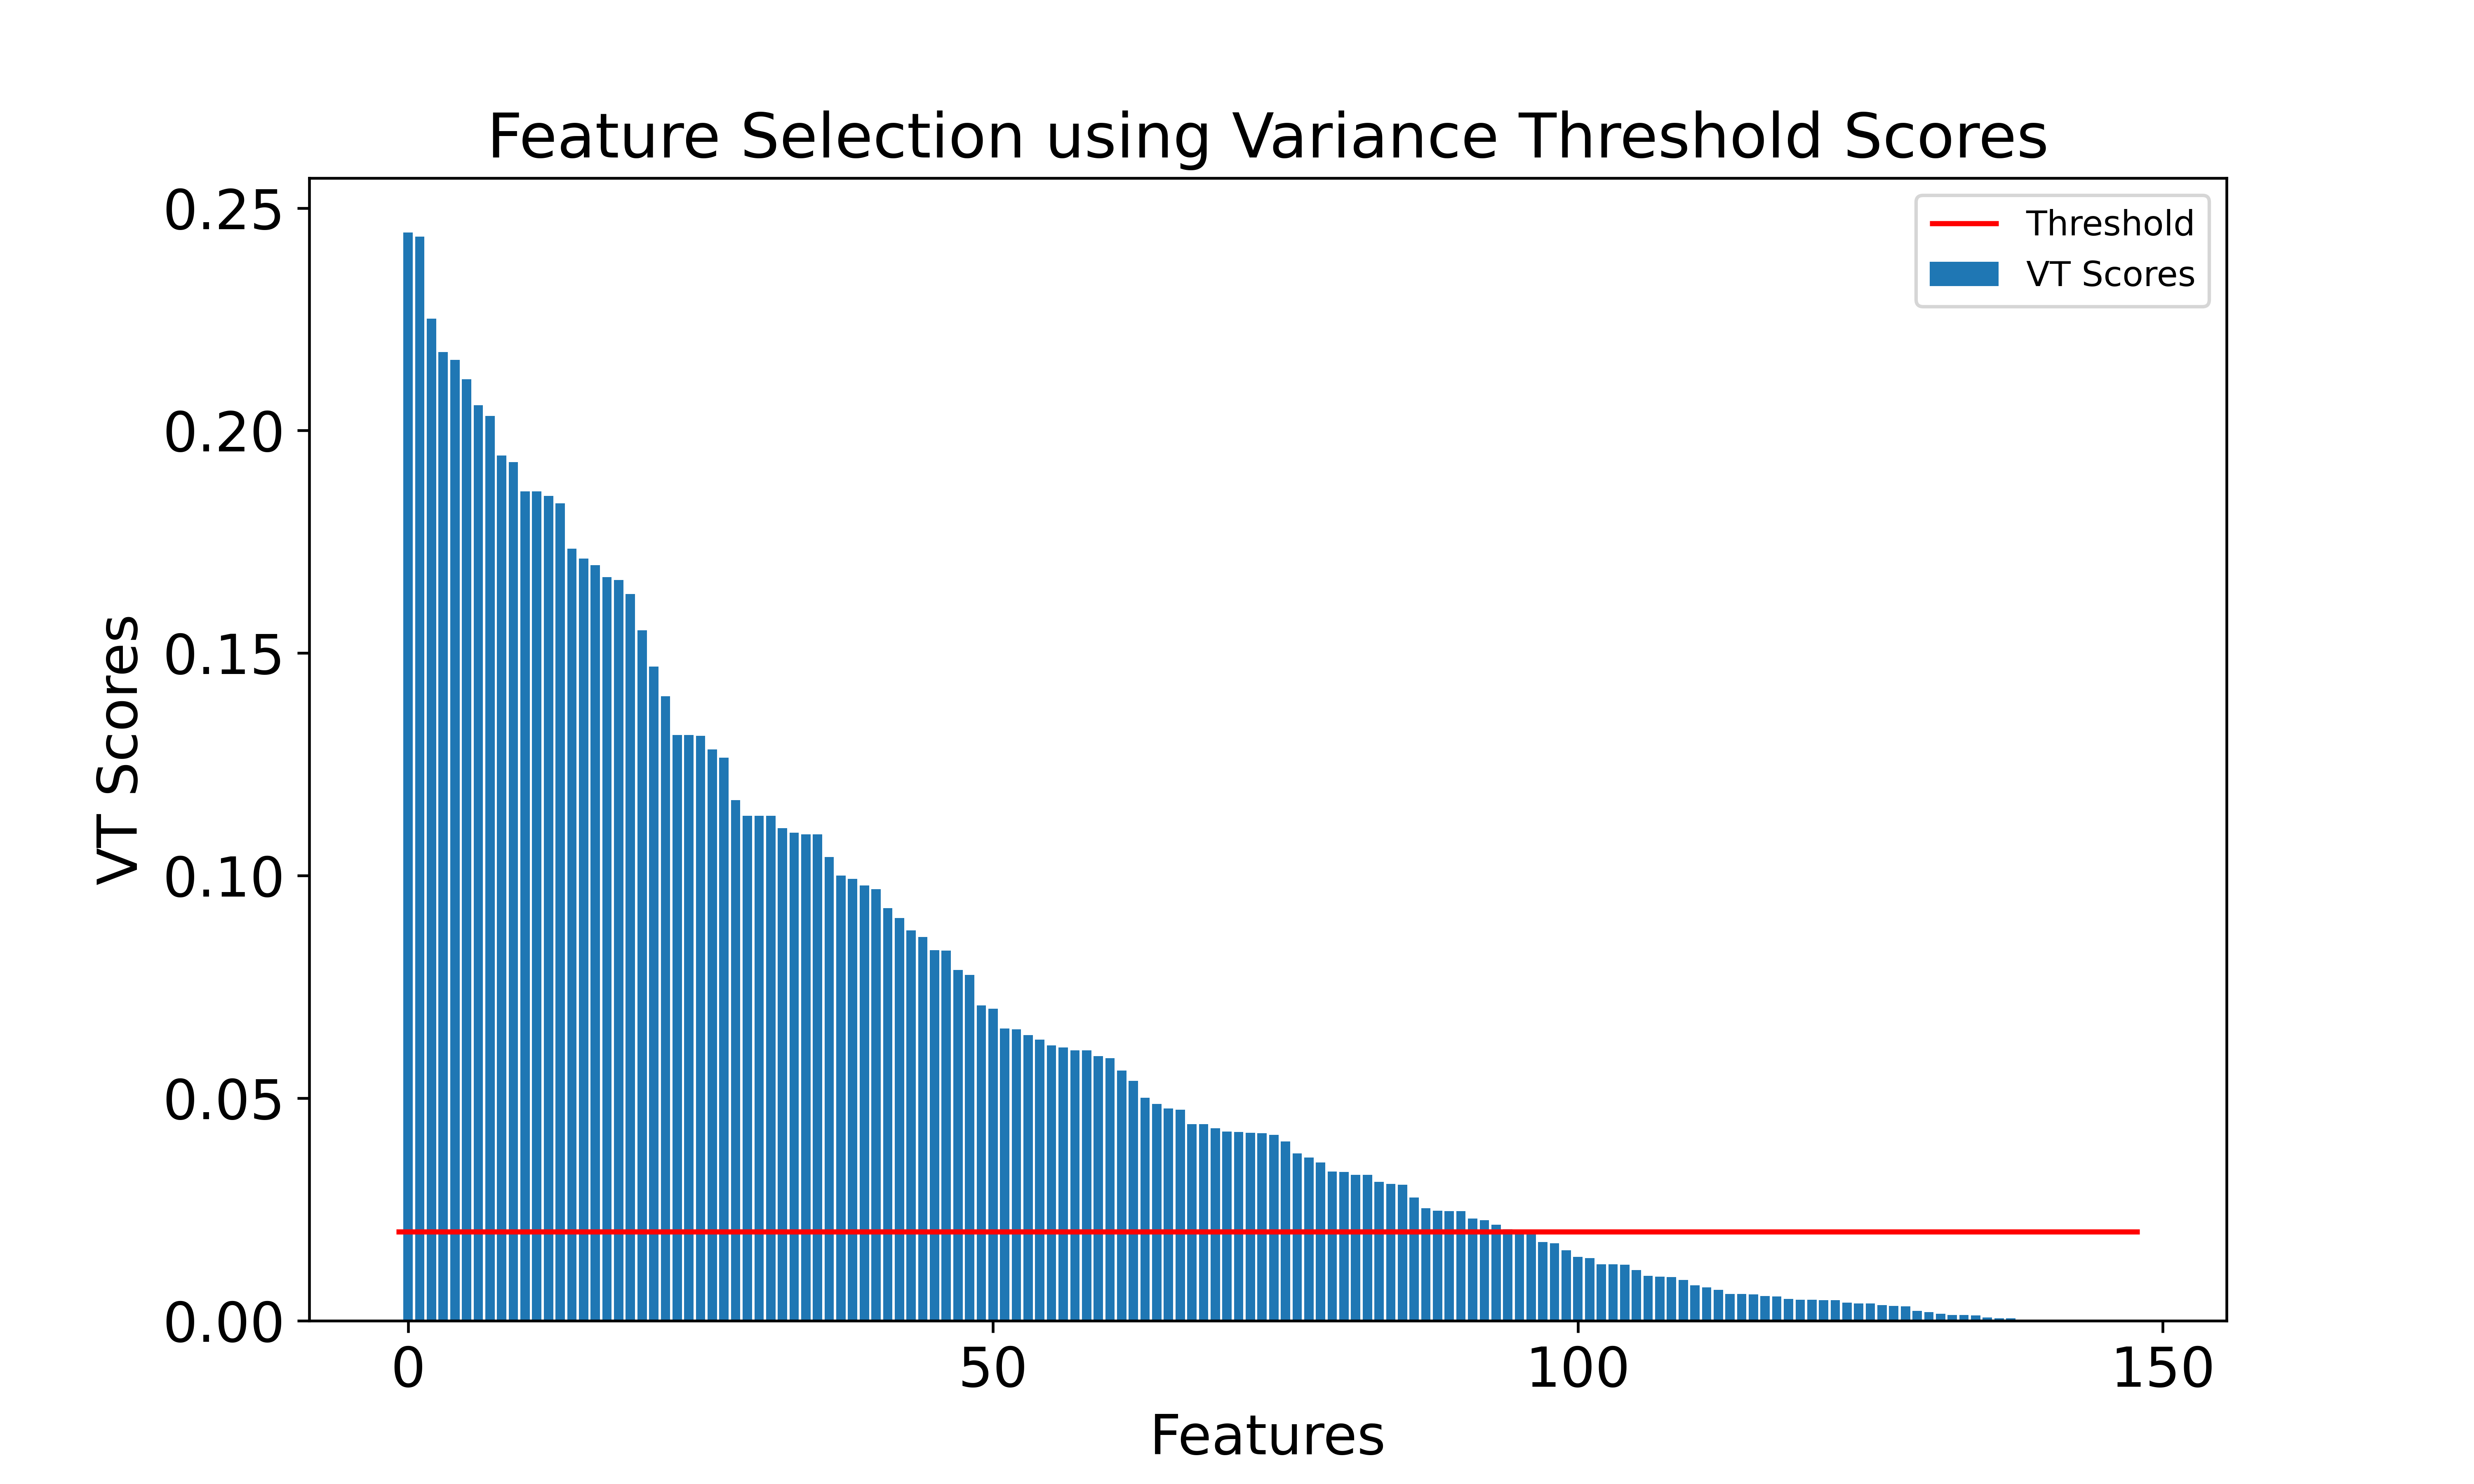 Feature Selection using Variance Threshold Scores
Threshold
VT Scores
VT Scores
0.25
0.20
0.15
0.10
0.05
0.00
0
50
100
150
Features